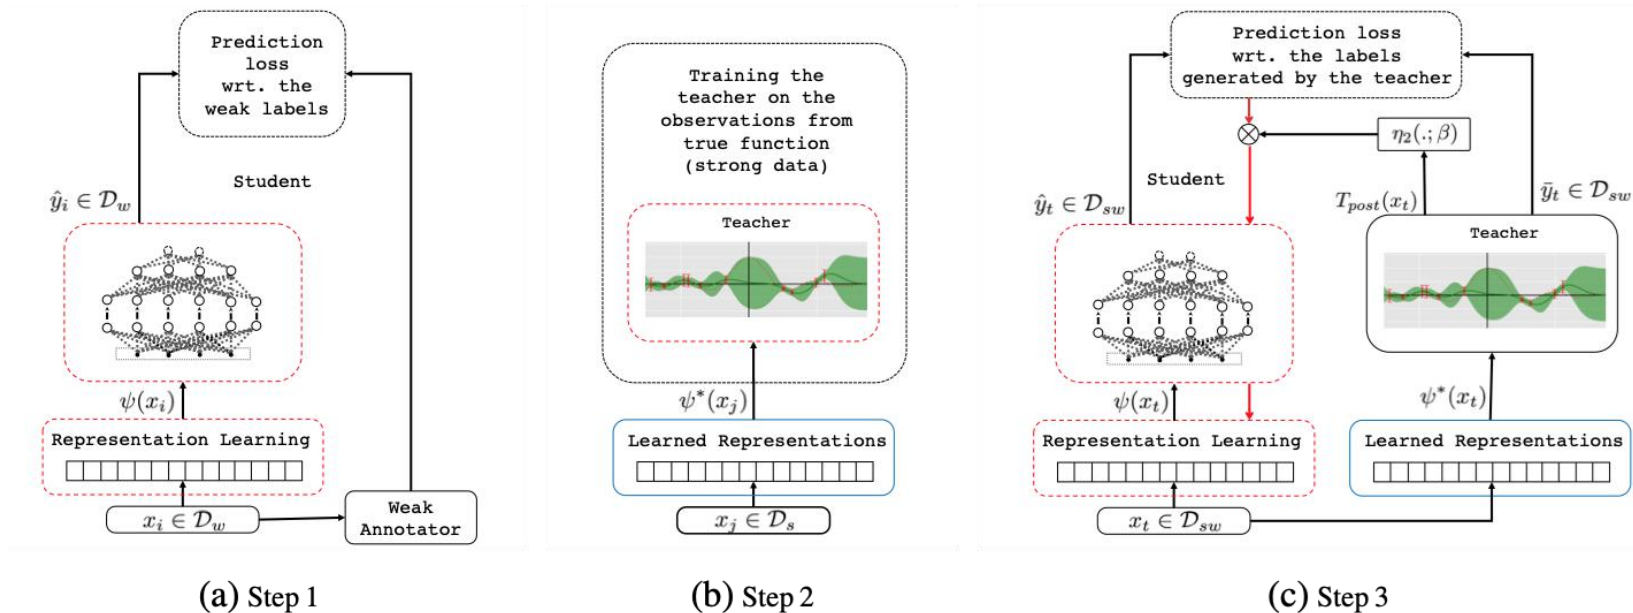 Prediction
loss
wrt. the
weak labels
Student
ŷ_i ∈ D_w
ψ(x_i)
Representation Learning
x_i ∈ D_w
Weak
Annotator
(a) Step 1
Training the
teacher on the
observations from
true function
(strong data)
Teacher
ψ*(x_j)
Learned Representations
x_j ∈ D_s
(b) Step 2
Prediction loss
wrt. the labels
generated by the teacher
η_2(.; β)
Student
ŷ_t ∈ D_sw
T_post(x_t)
ȳ_t ∈ D_sw
Teacher
ψ(x_t)
ψ*(x_t)
Representation Learning
Learned Representations
x_t ∈ D_sw
(c) Step 3